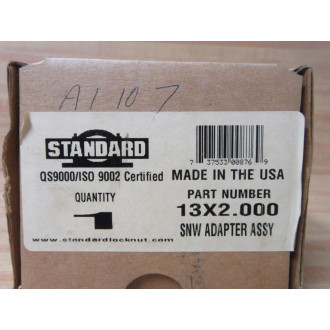 A1 10 7
STANDARD
QS9000/ISO 9002 Certified
MADE IN THE USA
7 37533 00876 9
QUANTITY
PART NUMBER
13X2.000
SNW ADAPTER ASSY
www.standardlocknut.com